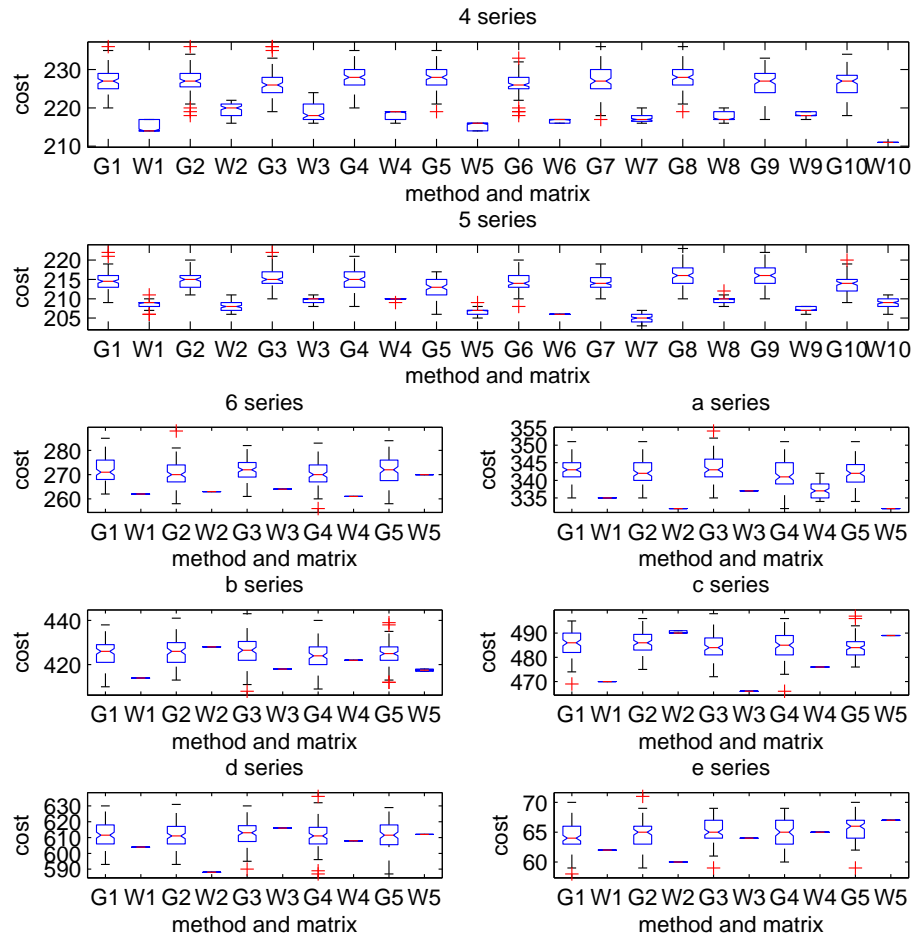 4 series
230
220
210
cost
G1 W1 G2 W2 G3 W3 G4 W4 G5 W5 G6 W6 G7 W7 G8 W8 G9 W9 G10 W10
method and matrix
5 series
220
215
210
205
cost
G1 W1 G2 W2 G3 W3 G4 W4 G5 W5 G6 W6 G7 W7 G8 W8 G9 W9 G10 W10
method and matrix
6 series
280
270
260
cost
G1 W1 G2 W2 G3 W3 G4 W4 G5 W5
method and matrix
a series
355
350
345
340
335
cost
G1 W1 G2 W2 G3 W3 G4 W4 G5 W5
method and matrix
b series
440
420
cost
G1 W1 G2 W2 G3 W3 G4 W4 G5 W5
method and matrix
c series
490
480
470
cost
G1 W1 G2 W2 G3 W3 G4 W4 G5 W5
method and matrix
d series
630
620
610
600
590
cost
G1 W1 G2 W2 G3 W3 G4 W4 G5 W5
method and matrix
e series
70
65
60
cost
G1 W1 G2 W2 G3 W3 G4 W4 G5 W5
method and matrix